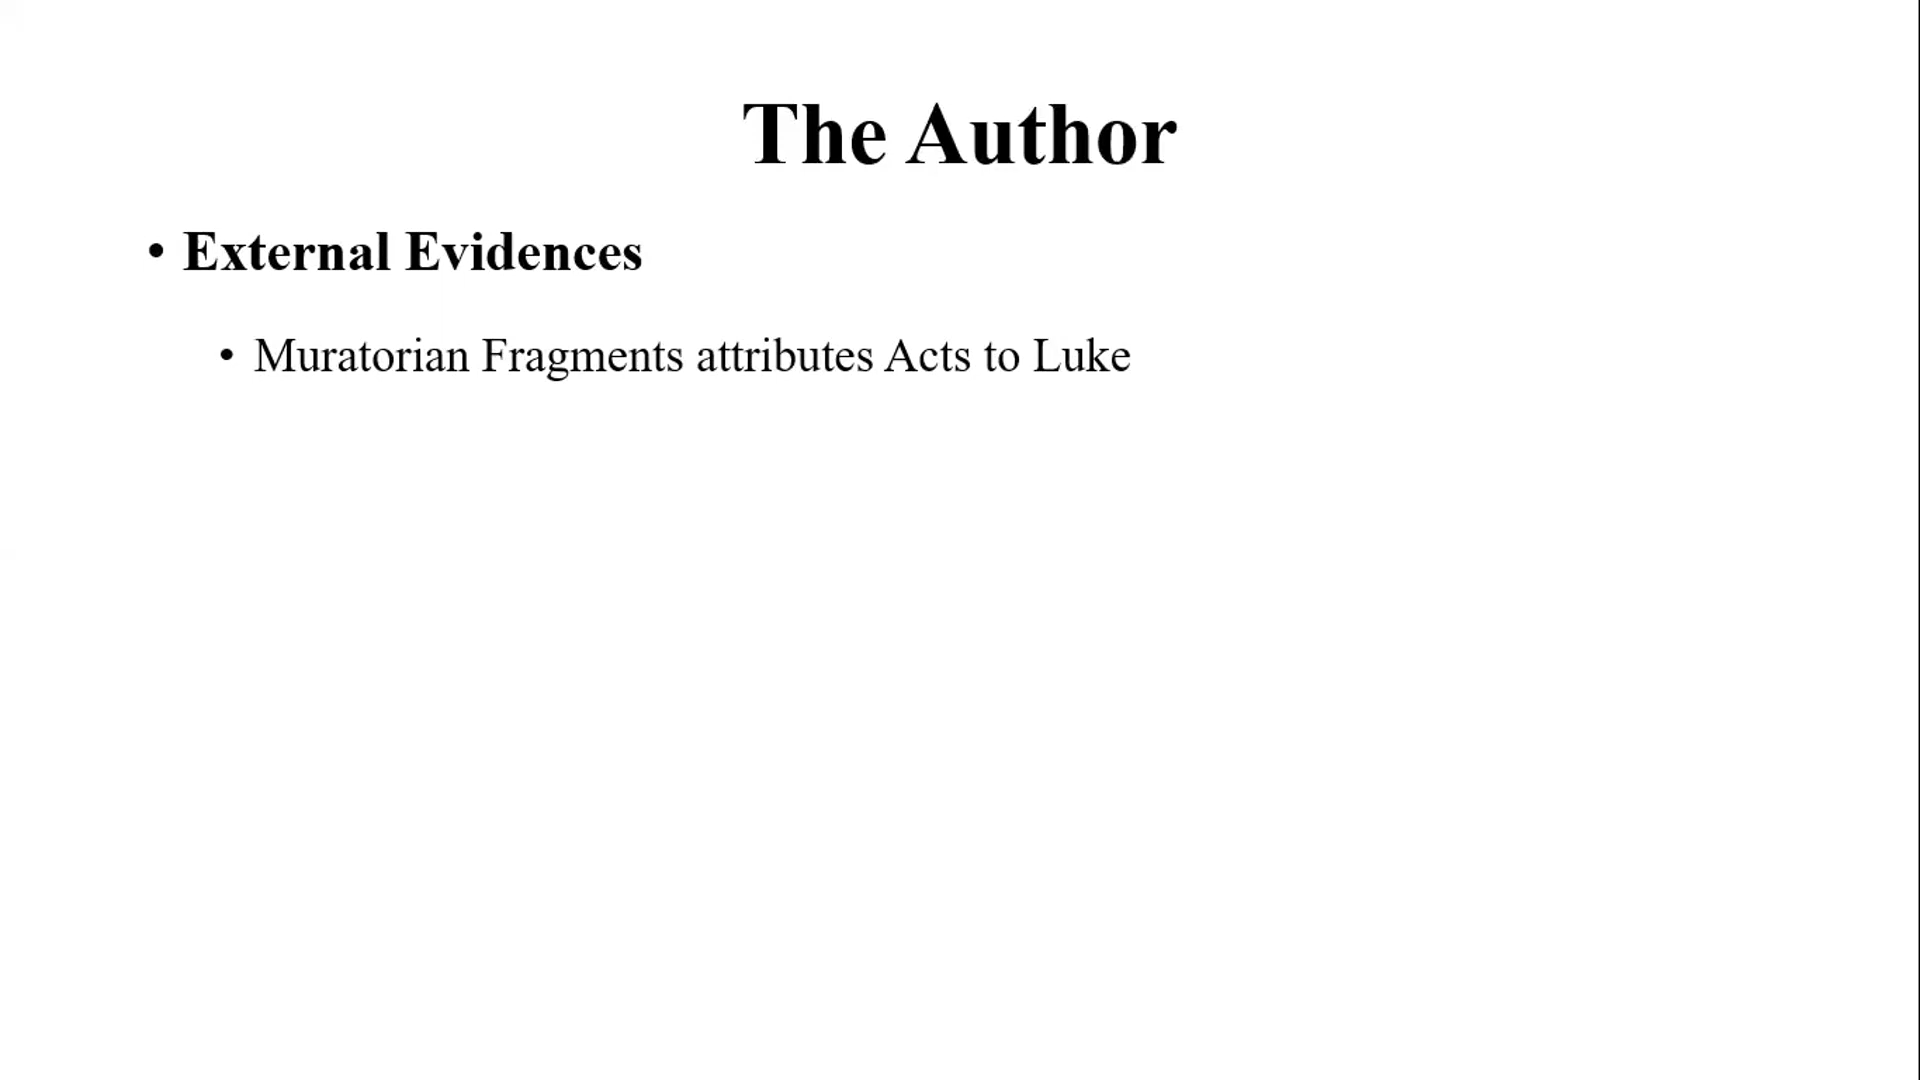 The Author
• External Evidences
• Muratorian Fragments attributes Acts to Luke